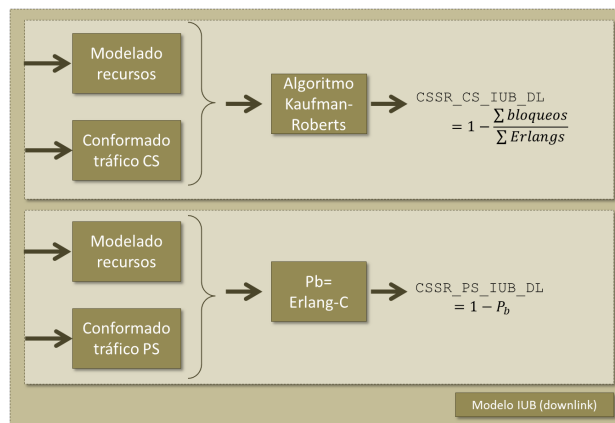 Modelado
recursos
Conformado
tráfico CS
Algoritmo
Kaufman-
Roberts
CSSR_CS_IUB_DL
= 1 - ∑ bloqueos / ∑ Erlangs
Modelado
recursos
Conformado
tráfico PS
Pb=
Erlang-C
CSSR_PS_IUB_DL
= 1 - P_b
Modelo IUB (downlink)